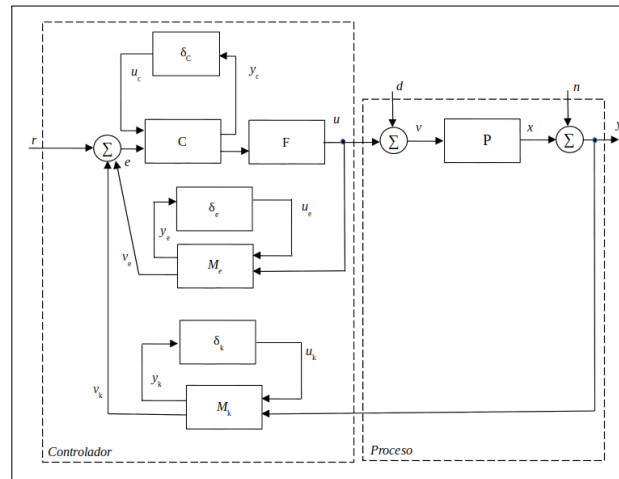 δC
uc
yc
d
n
u
r
Σ
e
C
F
Σ
v
P
x
Σ
y
δe
ue
ye
ve
Me
δk
uk
yk
vk
Mk
Controlador
Proceso